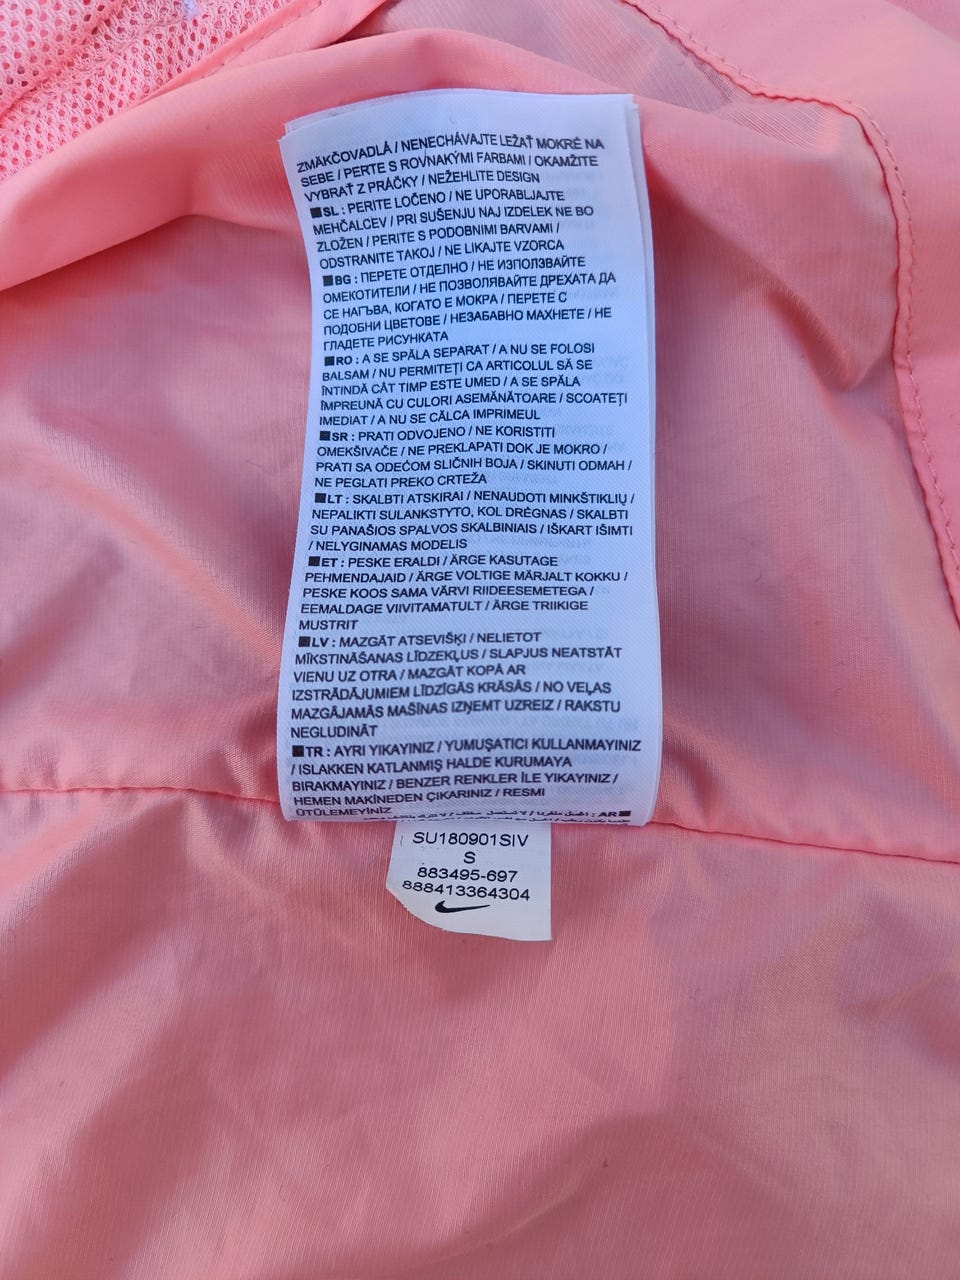 ZMÄKČOVADLÁ / NENECHÁVAJTE LEŽAŤ MOKRÉ NA
SEBE / PERTE S ROVNAKÝMI FARBAMI / OKAMŽITE
VYBRAŤ Z PRÁČKY / NEŽEHLITE DESIGN
SL : PERITE LOČENO / NE UPORABLJAJTE
MEHČALCEV / PRI SUŠENJU NAJ IZDELEK NE BO
ZLOŽEN / PERITE S PODOBNIMI BARVAMI /
ODSTRANITE TAKOJ / NE LIKAJTE VZORCA
BG : ПЕРЕТЕ ОТДЕЛНО / НЕ ИЗПОЛЗВАЙТЕ
ОМЕКОТИТЕЛИ / НЕ ПОЗВОЛЯВАЙТЕ ДРЕХАТА ДА
СЕ НАГЪВА, КОГАТО Е МОКРА / ПЕРЕТЕ С
ПОДОБНИ ЦВЕТОВЕ / НЕЗАБАВНО МАХНЕТЕ / НЕ
ГЛАДЕТЕ РИСУНКАТА
RO : A SE SPĂLA SEPARAT / A NU SE FOLOSI
BALSAM / NU PERMITEȚI CA ARTICOLUL SĂ SE
ÎNTINDĂ CÂT TIMP ESTE UMED / A SE SPĂLA
ÎMPREUNĂ CU CULORI ASEMĂNĂTOARE / SCOATEȚI
IMEDIAT / A NU SE CĂLCA IMPRIMEUL
SR : PRATI ODVOJENO / NE KORISTITI
OMEKŠIVAČE / NE PREKLAPATI DOK JE MOKRO /
PRATI SA ODEĆOM SLIČNIH BOJA / SKINUTI ODMAH /
NE PEGLATI PREKO CRTEŽA
LT : SKALBTI ATSKIRAI / NENAUDOTI MINKŠTIKLIŲ /
NEPALIKTI SULANKSTYTO, KOL DRĖGNAS / SKALBTI
SU PANAŠIOS SPALVOS SKALBINIAIS / IŠKART IŠIMTI
/ NELYGINAMAS MODELIS
ET : PESKE ERALDI / ÄRGE KASUTAGE
PEHMENDAJAID / ÄRGE VOLTIGE MÄRJALT KOKKU /
PESKE KOOS SAMA VÄRVI RIIDEESEMETEGA /
EEMALDAGE VIIVITAMATULT / ÄRGE TRIIKIGE
MUSTRIT
LV : MAZGĀT ATSEVIŠĶI / NELIETOT
MĪKSTINĀŠANAS LĪDZEKĻUS / SLAPJUS NEATSTĀT
VIENU UZ OTRA / MAZGĀT KOPĀ AR
IZSTRĀDĀJUMIEM LĪDZĪGĀS KRĀSĀS / NO VEĻAS
MAZGĀJAMĀS MAŠĪNAS IZŅEMT UZREIZ / RAKSTU
NEGLUDINĀT
TR : AYRI YIKAYINIZ / YUMUŞATICI KULLANMAYINIZ
/ ISLAKKEN KATLANMIŞ HALDE KURUMAYA
BIRAKMAYINIZ / BENZER RENKLER İLE YIKAYINIZ /
HEMEN MAKİNEDEN ÇIKARINIZ / RESMI
ÜTÜLEMEYİNİZ
AR :
SU180901SIV
S
883495-697
888413364304